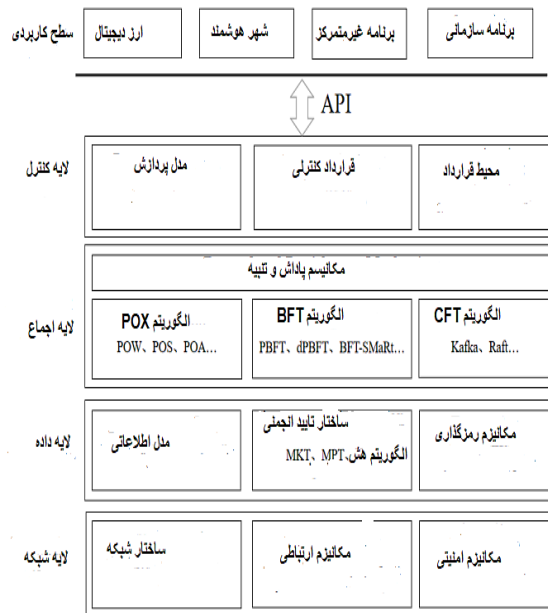 سطح کاربردی
برنامه سازمانی
برنامه غیرمتمرکز
شهر هوشمند
ارز دیجیتال
API
لایه کنترل
محیط قرارداد
قرارداد کنترلی
مدل پردازش
لایه اجماع
مکانیسم پاداش و تنبیه
الگوریتم CFT
Kafka、Raft...
الگوریتم BFT
PBFT、dPBFT、BFT-SMaRt...
الگوریتم POX
POW、POS、POA...
لایه داده
مکانیزم رمزگذاری
ساختار تایید انجمنی
الگوریتم هش、MKT、MPT
مدل اطلاعاتی
لایه شبکه
مکانیزم امنیتی
مکانیزم ارتباطی
ساختار شبکه